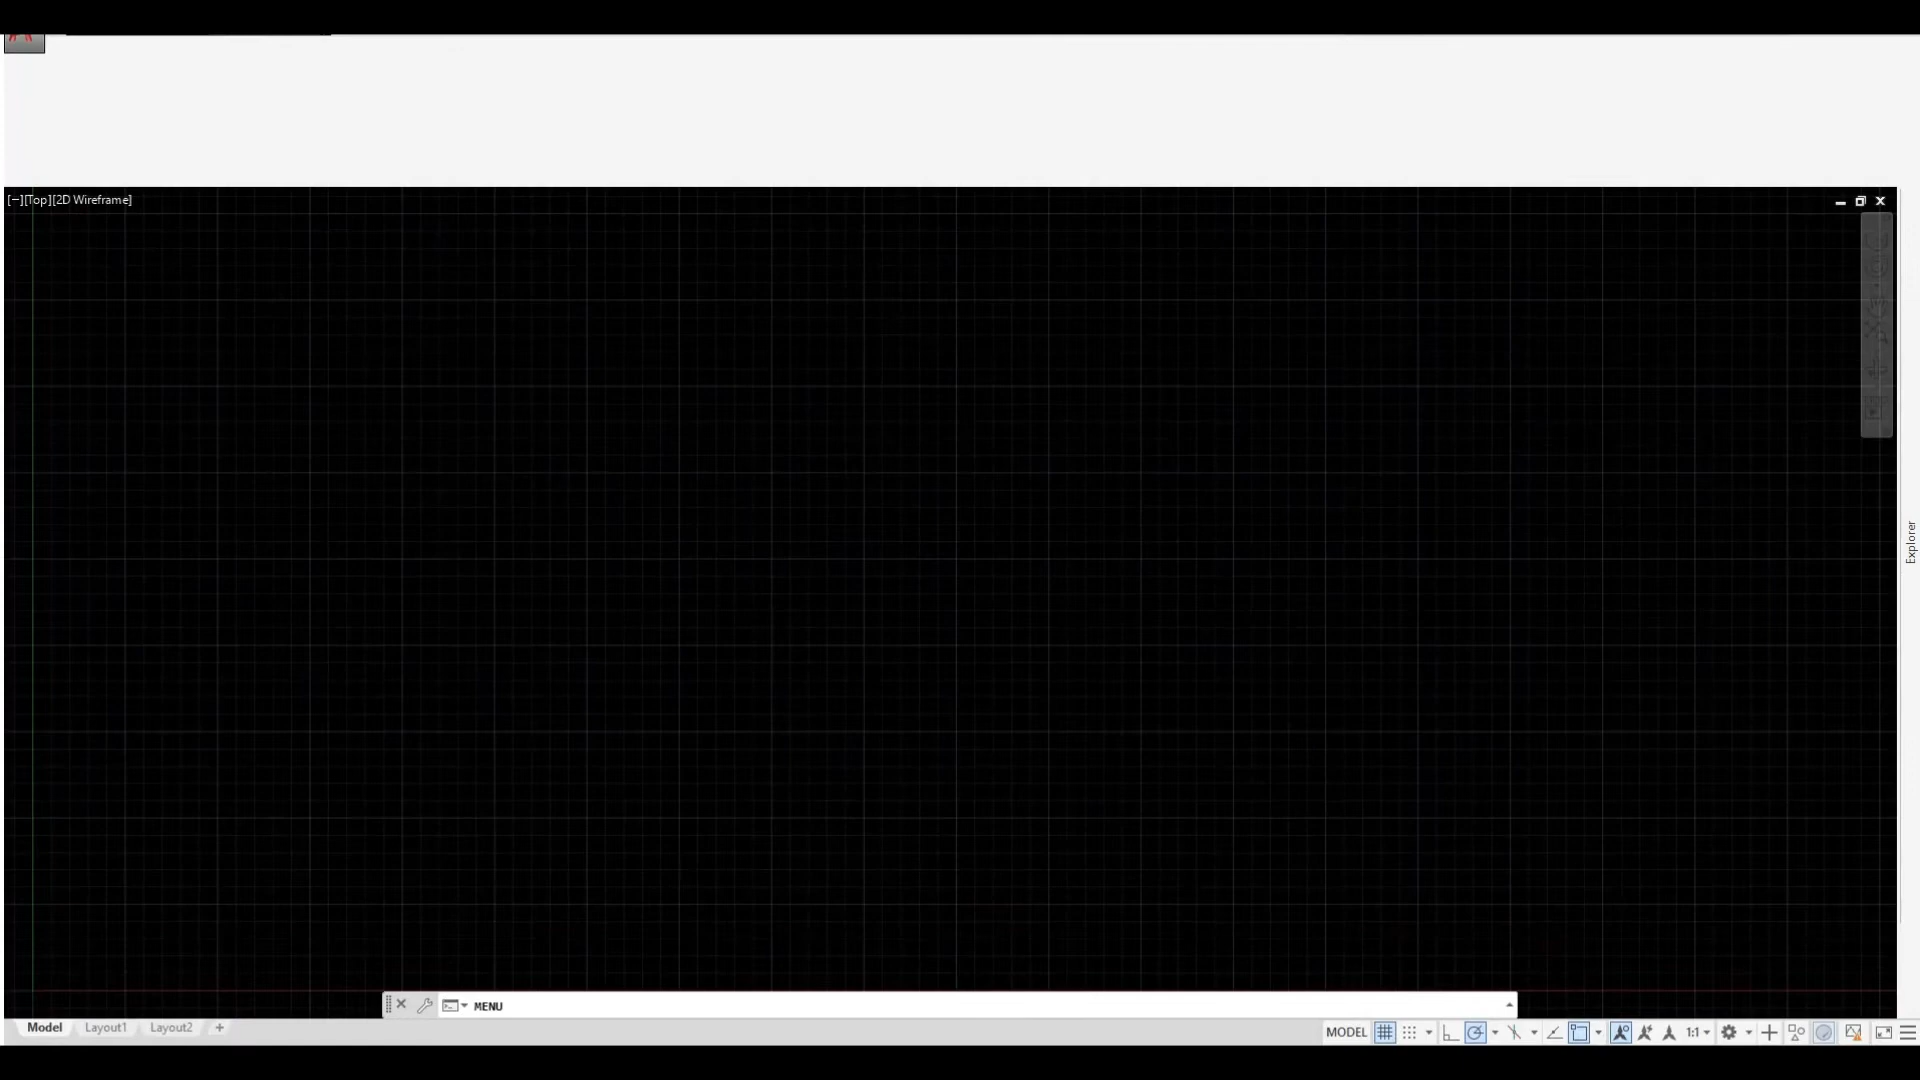 [−][Top][2D Wireframe]
Explorer
MENU
Model Layout1 Layout2 +
MODEL 1:1